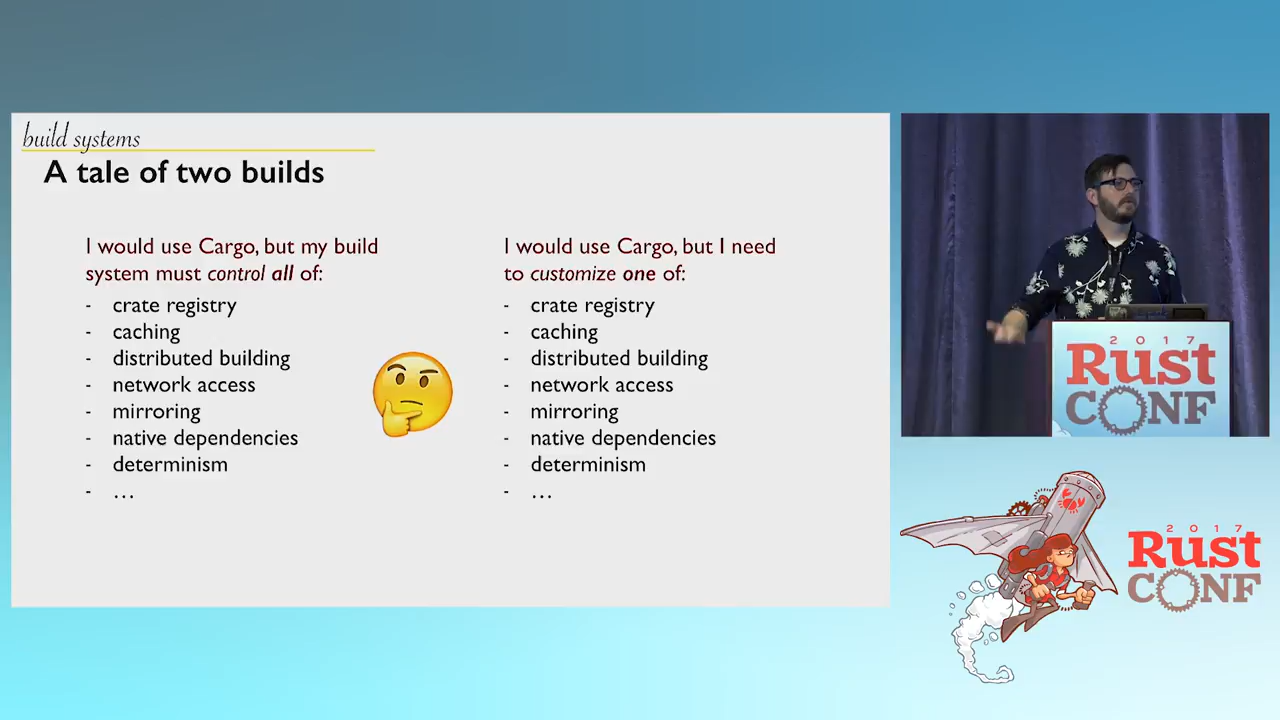 build systems
A tale of two builds
I would use Cargo, but my build
system must control all of:
- crate registry
- caching
- distributed building
- network access
- mirroring
- native dependencies
- determinism
- …
I would use Cargo, but I need
to customize one of:
- crate registry
- caching
- distributed building
- network access
- mirroring
- native dependencies
- determinism
- …
2017
Rust
CONF
2017
Rust
CONF